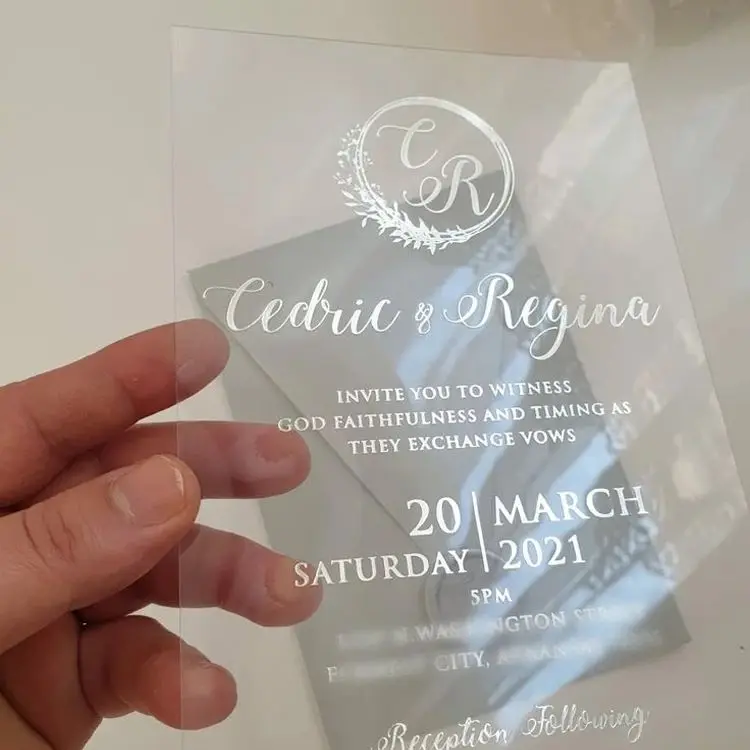 C
R
Cedric & Regina
INVITE YOU TO WITNESS
GOD FAITHFULNESS AND TIMING AS
THEY EXCHANGE VOWS
20 MARCH
SATURDAY 2021
5PM
CITY,
Reception Following